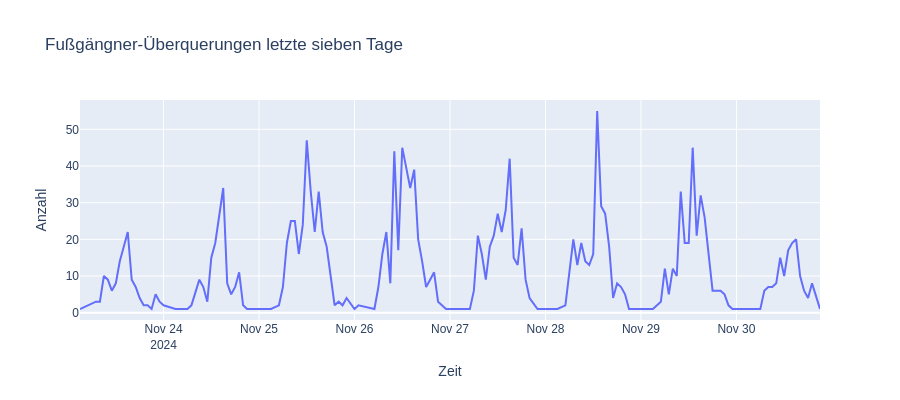 Fußgänger-Überquerungen letzte sieben Tage
Anzahl
50
40
30
20
10
0
Nov 24
2024
Nov 25
Nov 26
Nov 27
Nov 28
Nov 29
Nov 30
Zeit